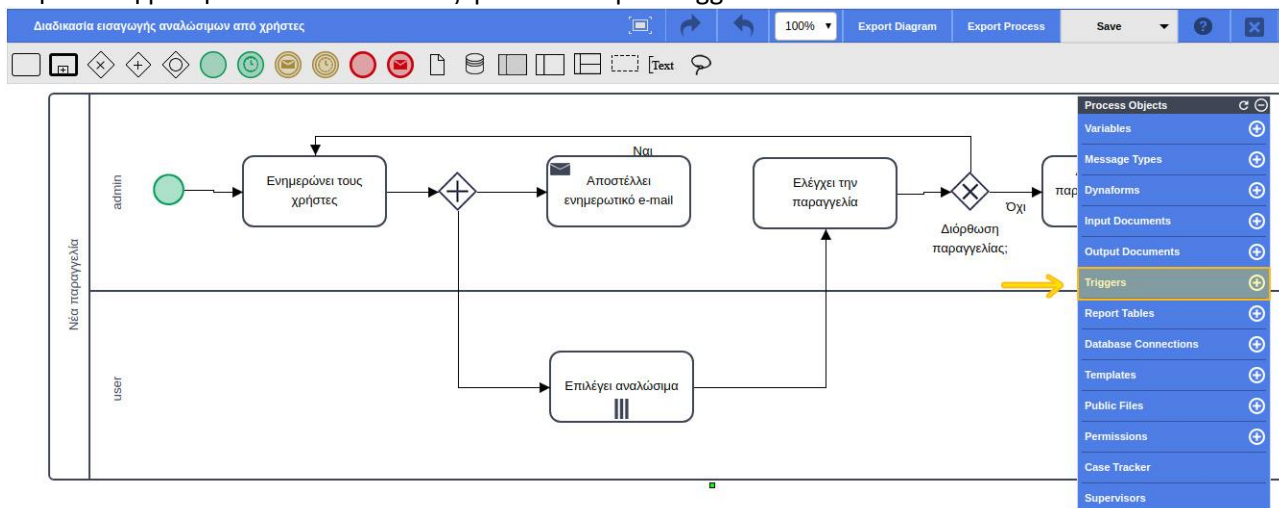 Διαδικασία εισαγωγής αναλώσιμων από χρήστες
100%
Export Diagram
Export Process
Save
?
Text
Process Objects
Variables
Message Types
Dynaforms
Input Documents
Output Documents
Triggers
Report Tables
Database Connections
Templates
Public Files
Permissions
Case Tracker
Supervisors
Νέα παραγγελία
admin
Ενημερώνει τους
χρήστες
Ναι
Αποστέλλει
ενημερωτικό e-mail
Ελέγχει την
παραγγελία
Διόρθωση
παραγγελίας;
Όχι
user
Επιλέγει αναλώσιμα